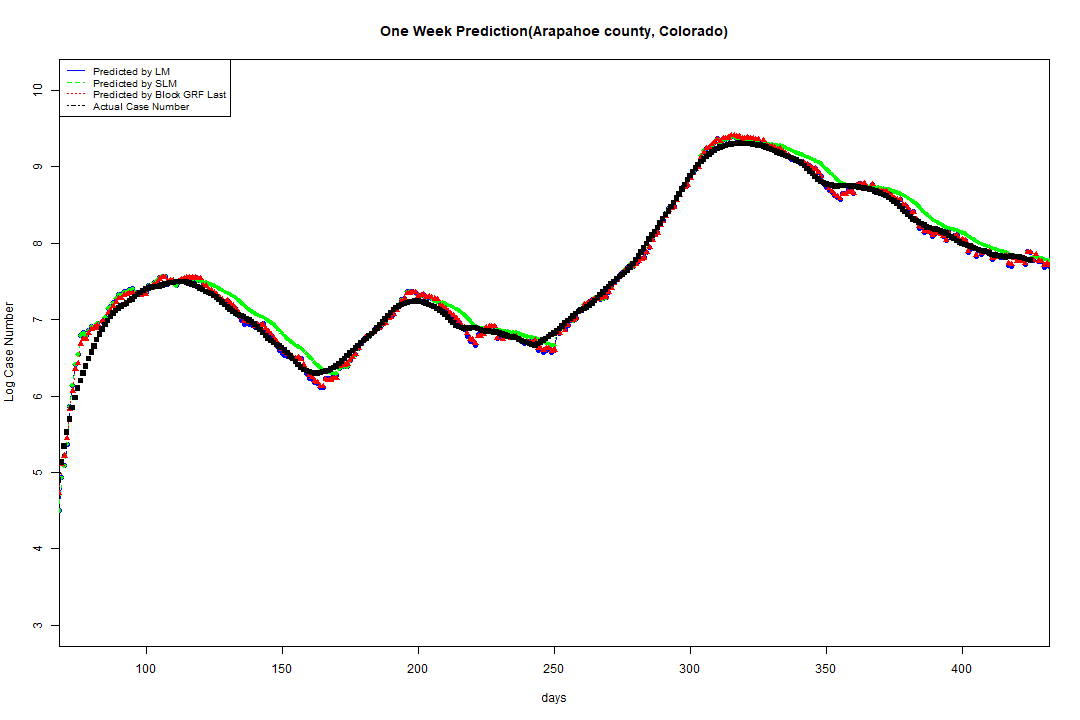 One Week Prediction(Arapahoe county, Colorado)
Predicted by LM
Predicted by SLM
Predicted by Block GRF Last
Actual Case Number
10
9
8
7
6
5
4
3
Log Case Number
100 150 200 250 300 350 400
days